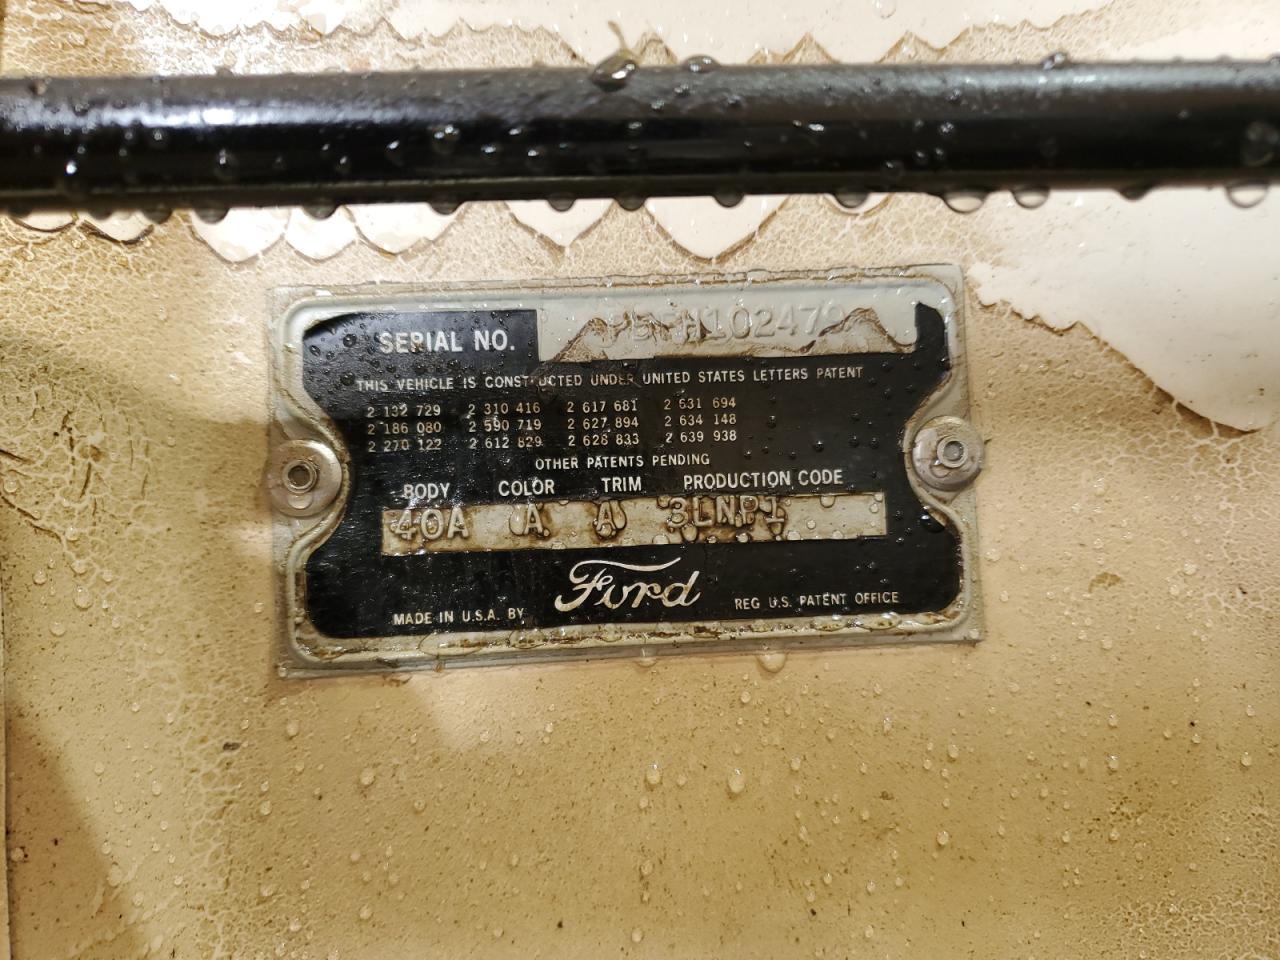 SERIAL NO. P5FH102479
THIS VEHICLE IS CONSTRUCTED UNDER UNITED STATES LETTERS PATENT
2 132 729 2 310 416 2 617 681 2 631 694
2 186 080 2 590 719 2 627 894 2 634 148
2 270 122 2 612 829 2 628 833 2 639 938
OTHER PATENTS PENDING
BODY COLOR TRIM PRODUCTION CODE
40A A A 3LNP1
MADE IN U.S.A. BY Ford REG U.S. PATENT OFFICE